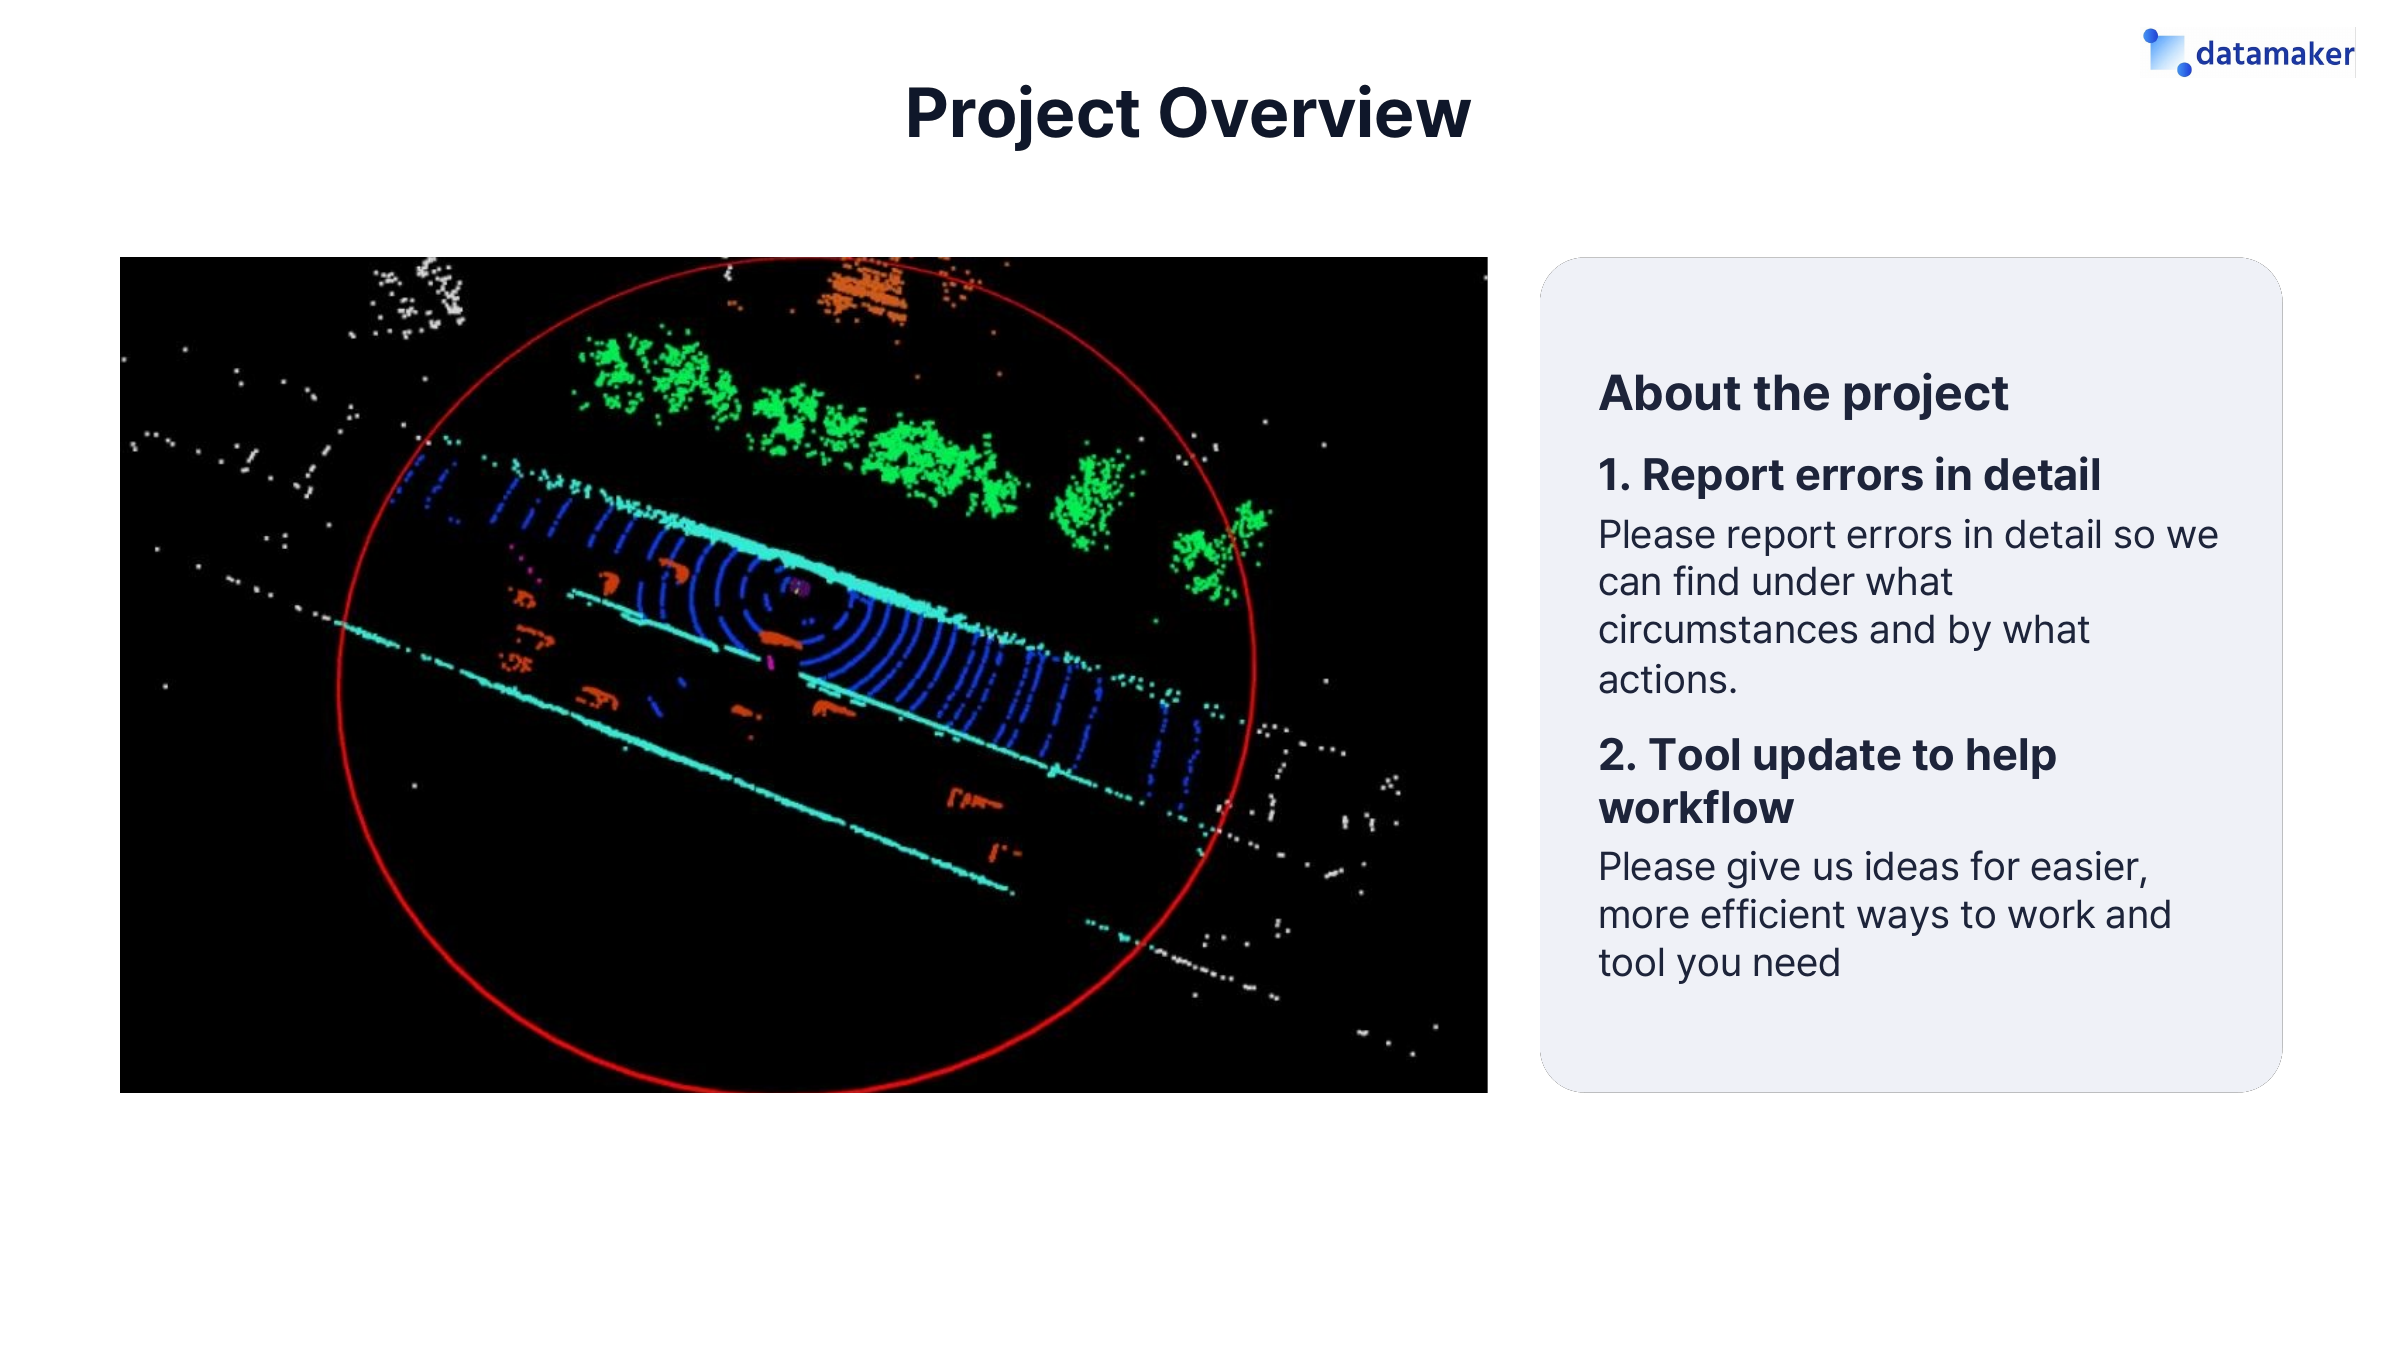 datamaker
Project Overview
About the project
1. Report errors in detail
Please report errors in detail so we
can find under what
circumstances and by what
actions.
2. Tool update to help
workflow
Please give us ideas for easier,
more efficient ways to work and
tool you need